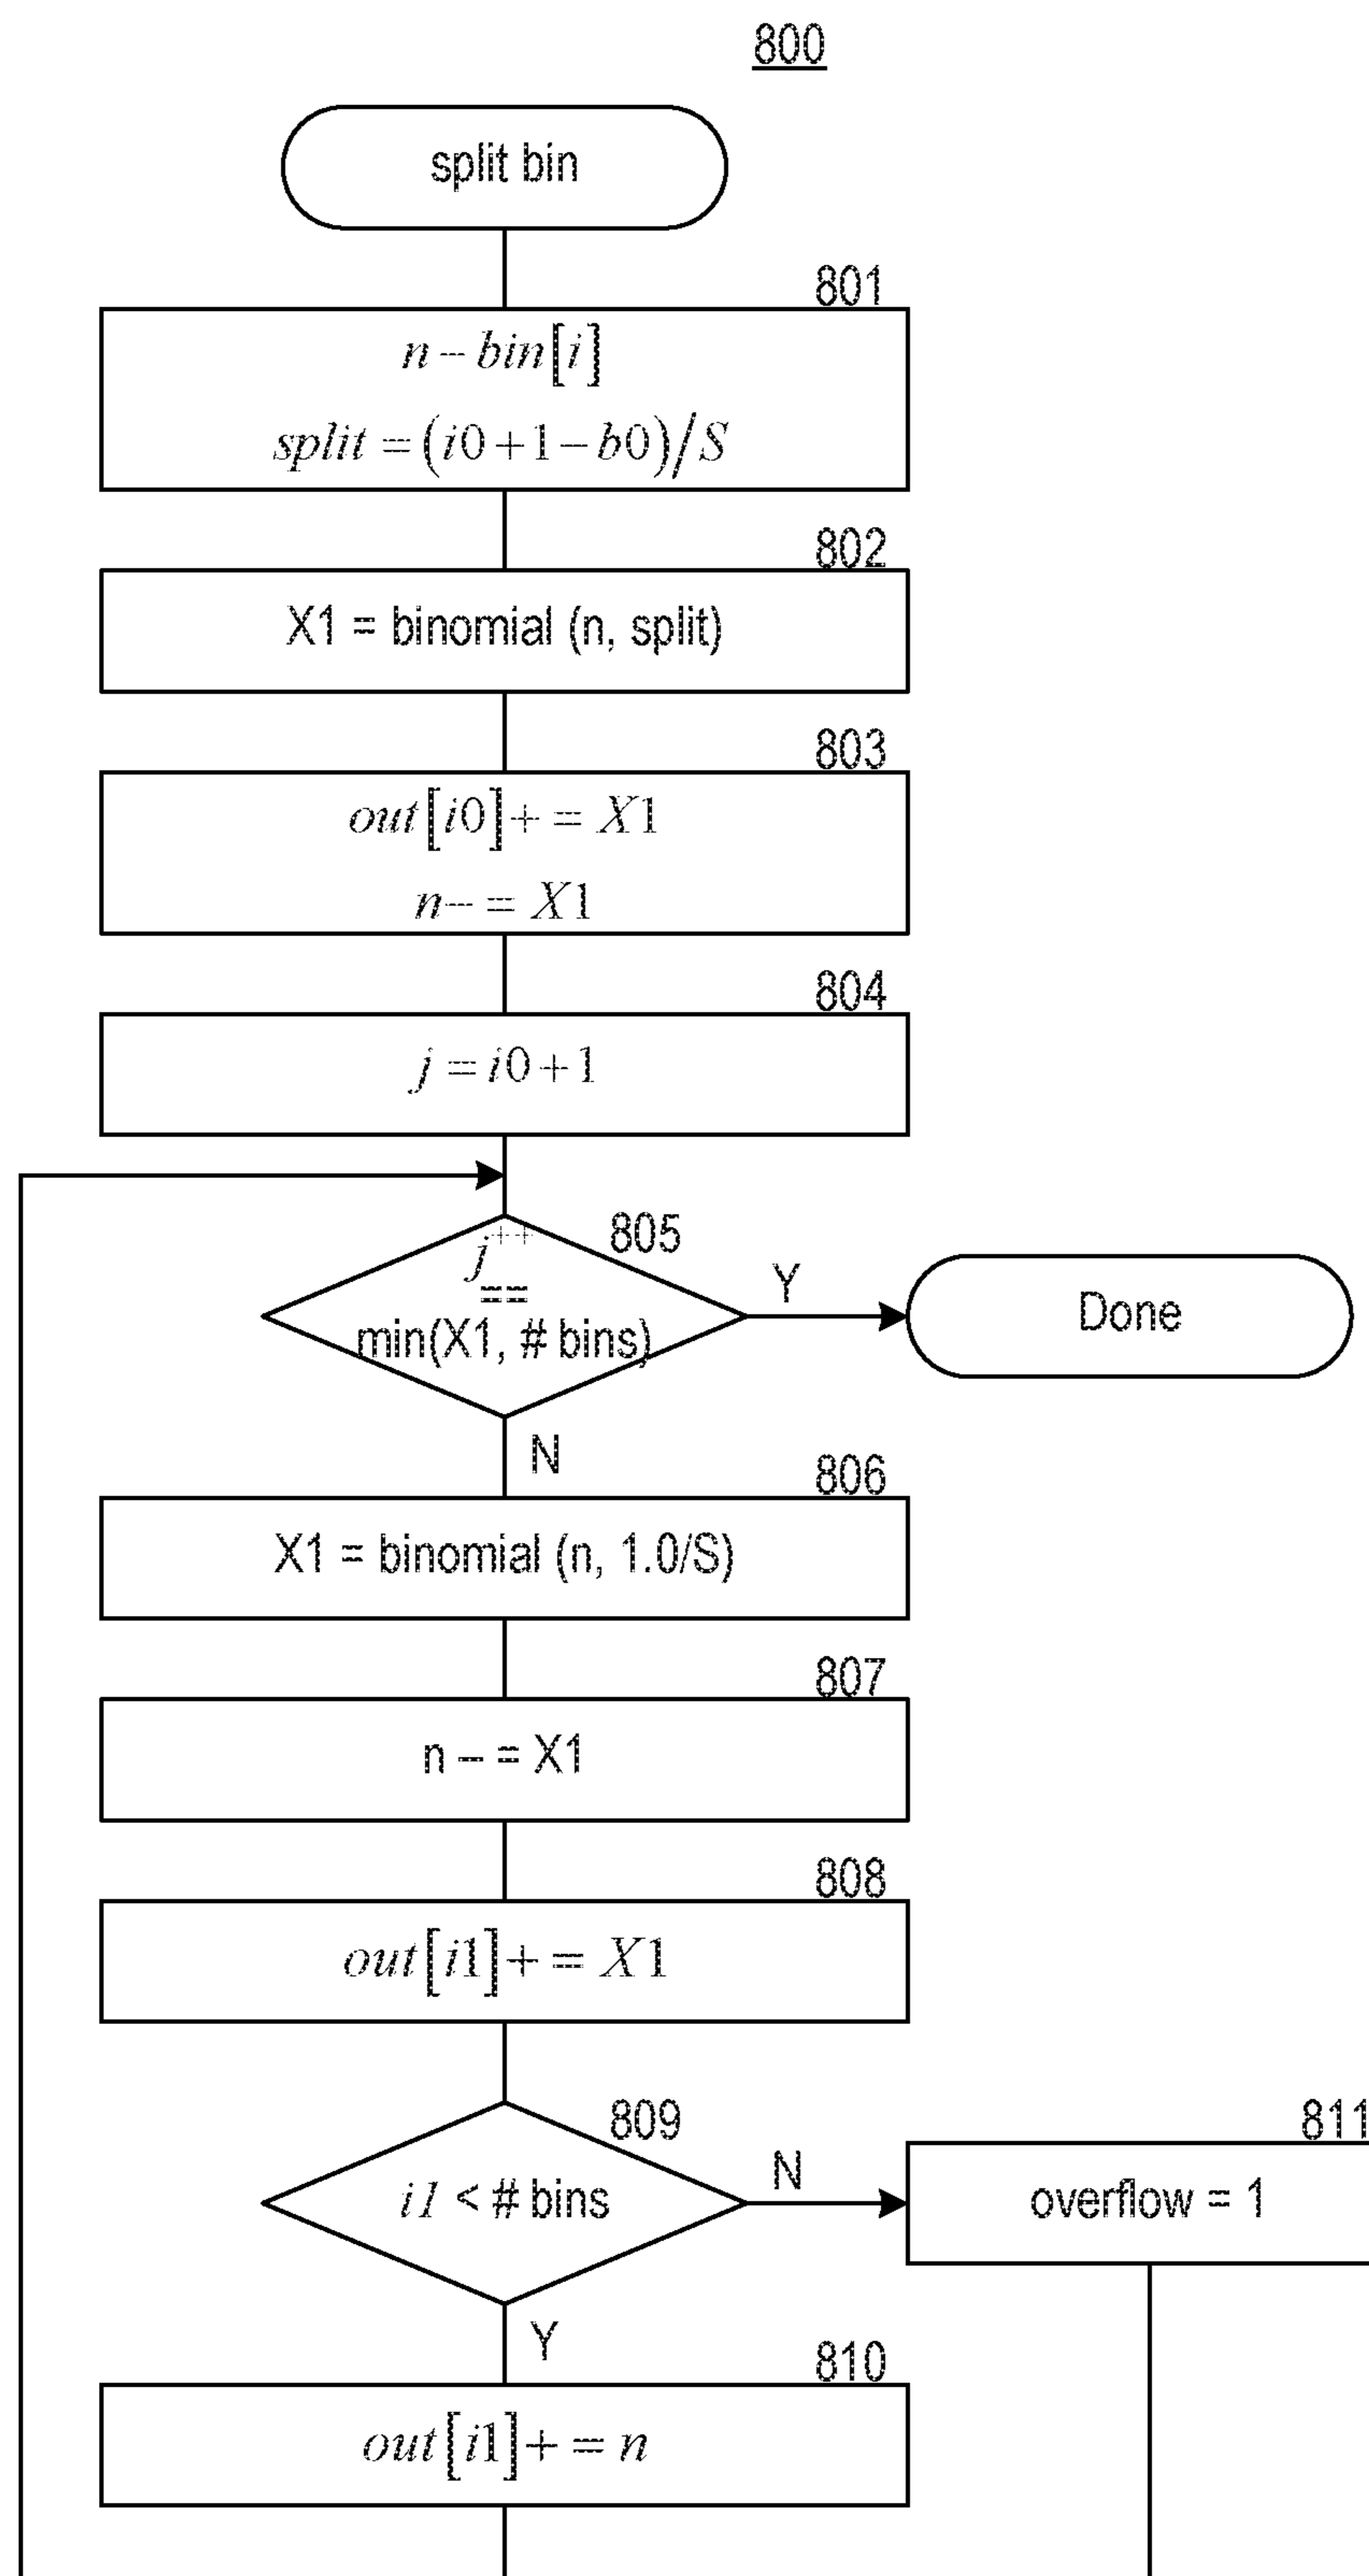 800
split bin
801
n – bin[i]
split = (i0+1–b0)/S
802
X1 = binomial (n, split)
803
out[i0]+ = X1
n– = X1
804
j = i0+1
805
j++
==
min(X1, # bins)
Y
Done
N
806
X1 = binomial (n, 1.0/S)
807
n – = X1
808
out[i1]+ = X1
809
i1 < # bins
N
811
overflow = 1
Y
810
out[i1]+ = n